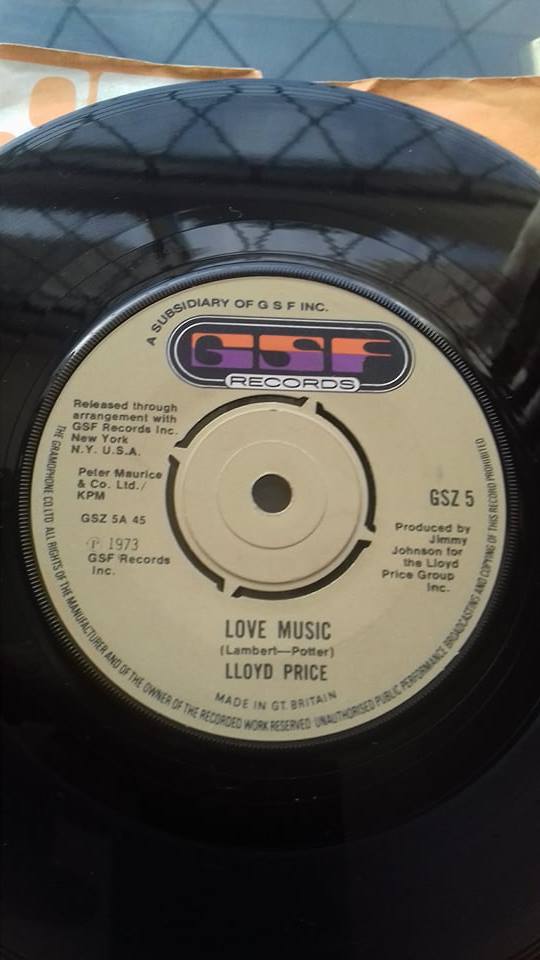 A SUBSIDIARY OF G S F INC.
GSF
RECORDS
Released through
arrangement with
GSF Records Inc.
New York
N.Y. U.S.A.
Peter Maurice
& Co. Ltd./
KPM
GSZ 5A 45
Ⓟ 1973
GSF Records
Inc.
GSZ 5
Produced by
Jimmy
Johnson for
the Lloyd
Price Group
Inc.
LOVE MUSIC
(Lambert—Potter)
LLOYD PRICE
MADE IN GT. BRITAIN
THE GRAMOPHONE CO. LTD. ALL RIGHTS OF THE MANUFACTURER AND OF THE OWNER OF THE RECORDED WORK RESERVED. UNAUTHORISED PUBLIC PERFORMANCE BROADCASTING AND COPYING OF THIS RECORD PROHIBITED